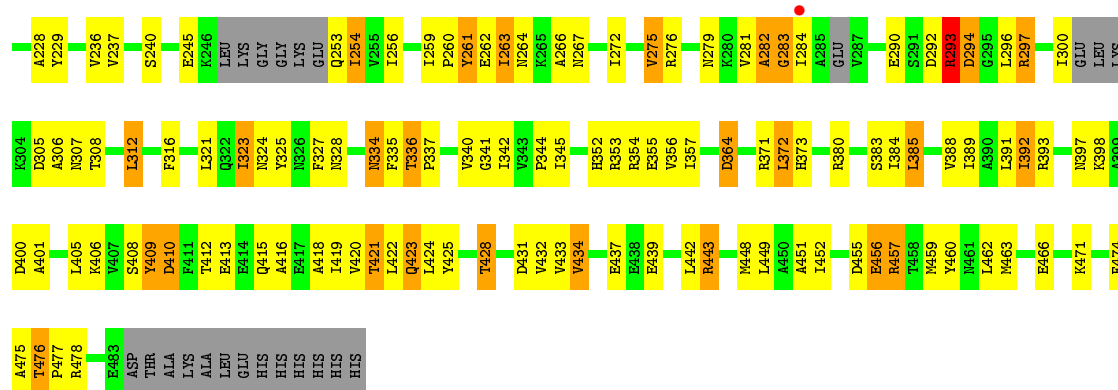 A228 Y229 V236 V237 S240 E245 K246 LEU LYS GLY GLY LYS GLU Q253 I254 V255 I256 I259 P260 Y261 E262 I263 N264 K265 A266 N267 I272 V275 R276 N279 K280 V281 A282 G283 I284 A285 GLU V287 E290 S291 D292 R293 D294 G295 L296 R297 I300 GLU LEU LYS
K304 D305 A306 N307 T308 L312 F316 L321 Q322 I323 N324 Y325 N326 F327 N328 N334 F335 T336 P337 V340 G341 I342 V343 P344 I345 H352 R353 R354 E355 V356 I357 D364 R371 L372 H373 R380 S383 I384 L385 V388 I389 A390 L391 I392 R393 N397 K398 A399
D400 A401 L405 K406 V407 S408 Y409 D410 F411 T412 E413 E414 Q415 A416 E417 A418 I419 V420 T421 L422 Q423 L424 Y425 T428 D431 V432 V433 V434 E437 E438 E439 L442 R443 M448 L449 A450 A451 I452 D455 E456 R457 T458 M459 Y460 N461 L462 M463 E466 K471 E474
A475 T476 P477 R478 E483 ASP THR ALA LYS ALA LEU GLU HIS HIS HIS HIS HIS HIS